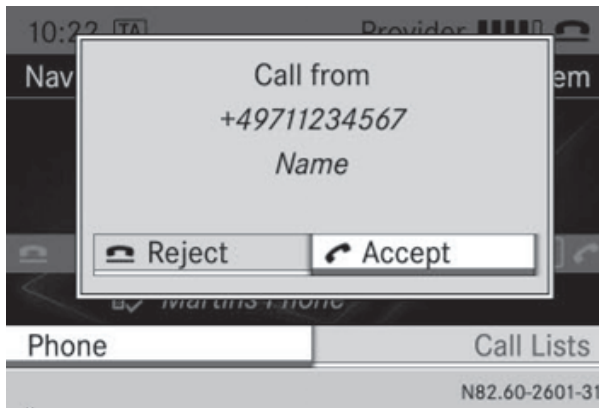 10:22 TA Provider
Nav em
Call from
+49711234567
Name
Reject Accept
Martins Phone
Phone Call Lists
N82.60-2601-31